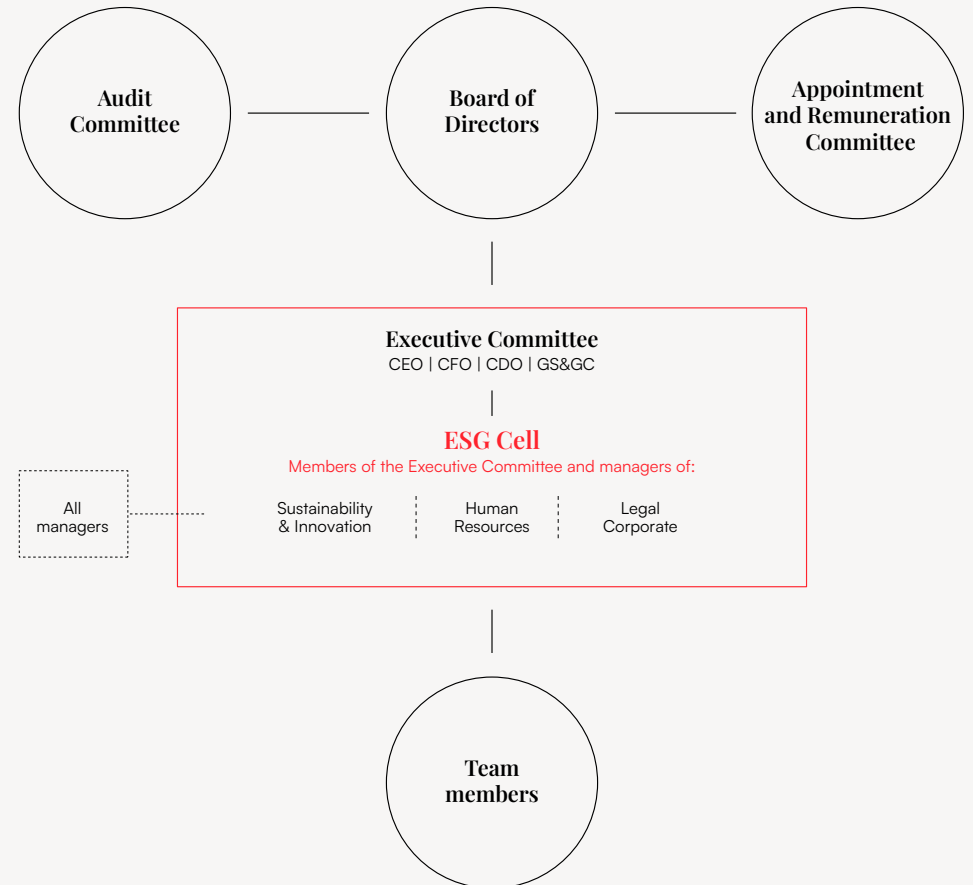 Audit
Committee
Board of
Directors
Appointment
and Remuneration
Committee
Executive Committee
CEO | CFO | CDO | GS&GC
ESG Cell
Members of the Executive Committee and managers of:
All
managers
Sustainability
& Innovation
Human
Resources
Legal
Corporate
Team
members